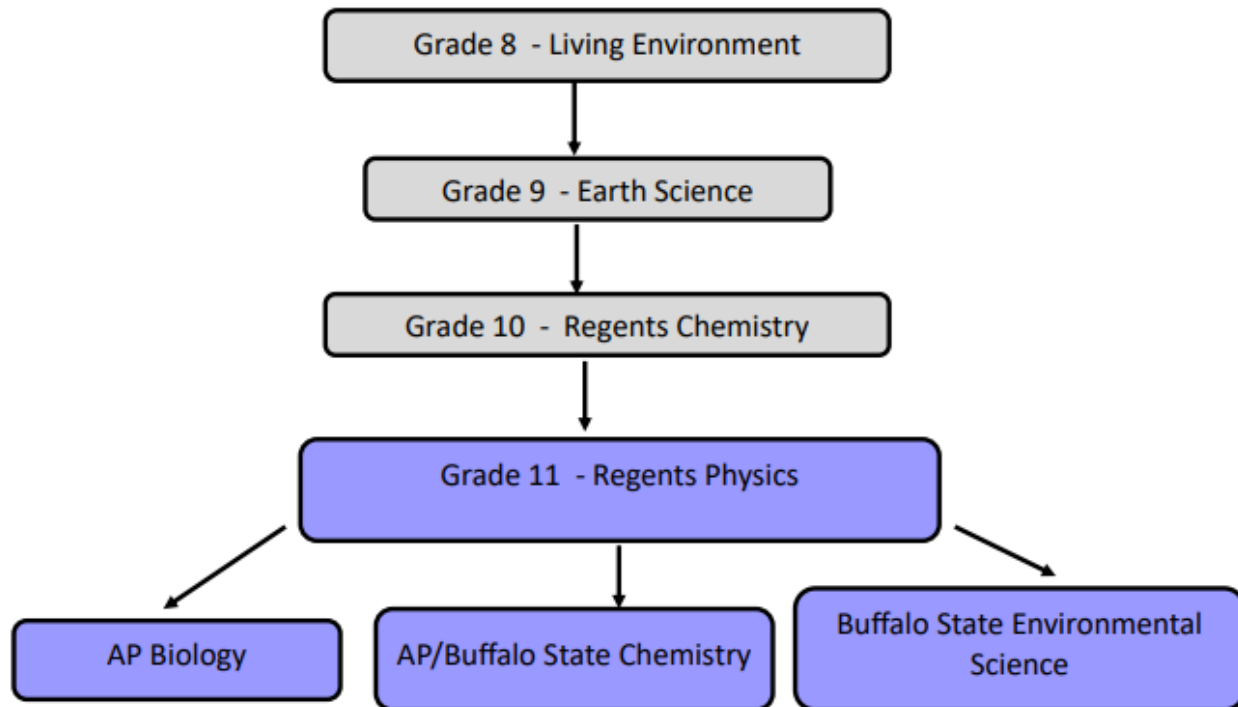 Grade 8 - Living Environment
Grade 9 - Earth Science
Grade 10 - Regents Chemistry
Grade 11 - Regents Physics
AP Biology
AP/Buffalo State Chemistry
Buffalo State Environmental
Science